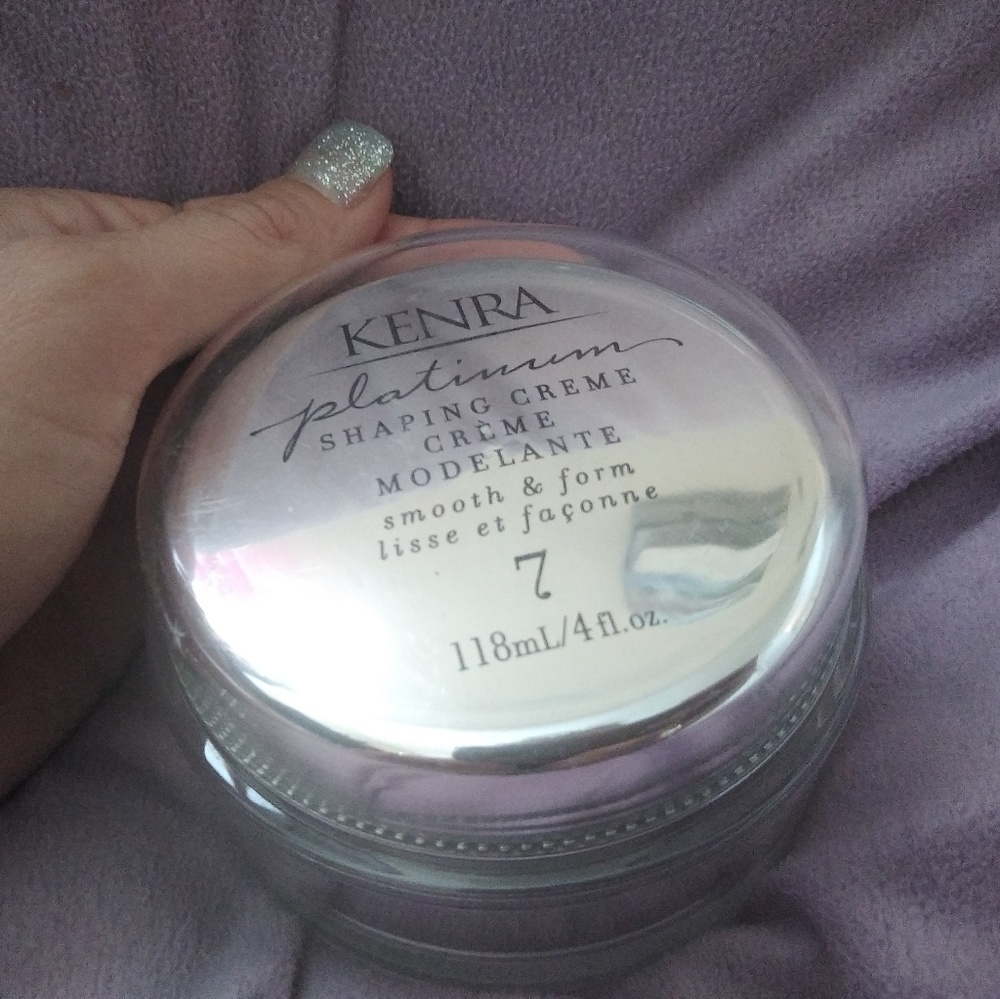 KENRA
platinum
SHAPING CREME
CRÈME
MODELANTE
smooth & form
lisse et façonne
7
118mL/4fl.oz.